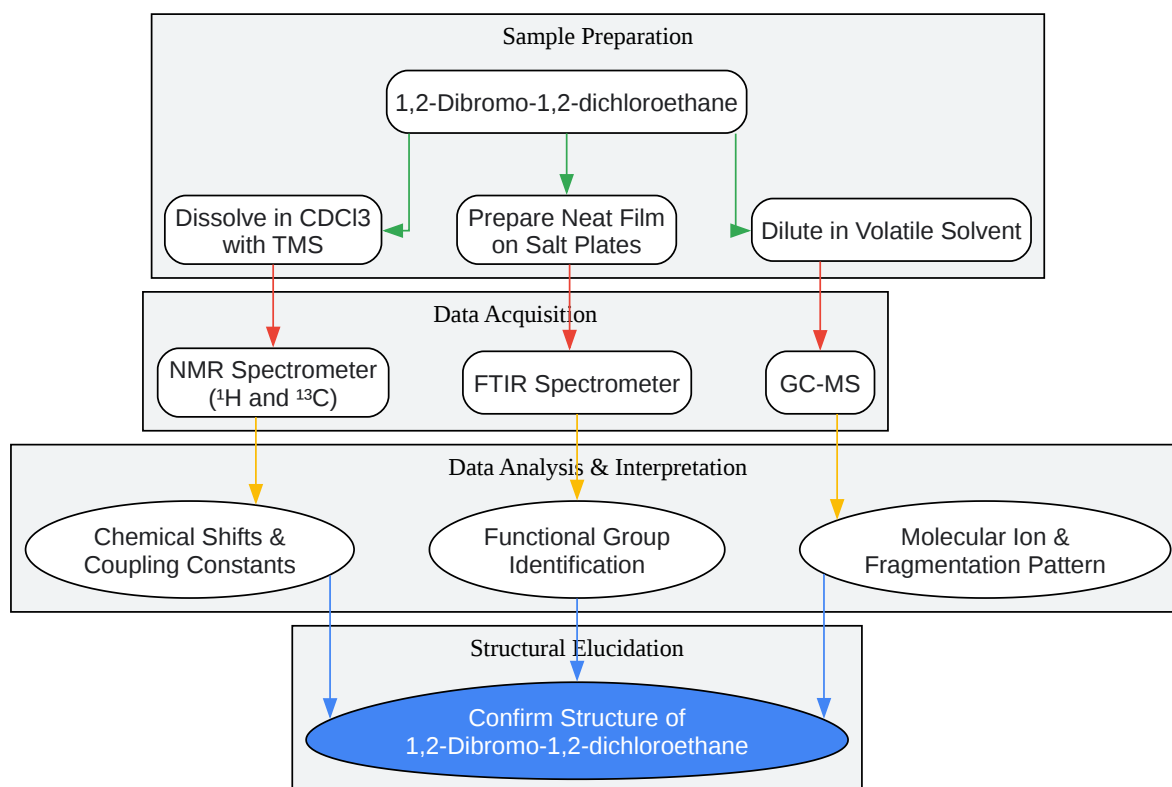 Sample Preparation
1,2-Dibromo-1,2-dichloroethane
Dissolve in CDCl3
with TMS
Prepare Neat Film
on Salt Plates
Dilute in Volatile Solvent
Data Acquisition
NMR Spectrometer
(¹H and ¹³C)
FTIR Spectrometer
GC-MS
Data Analysis & Interpretation
Chemical Shifts &
Coupling Constants
Functional Group
Identification
Molecular Ion &
Fragmentation Pattern
Structural Elucidation
Confirm Structure of
1,2-Dibromo-1,2-dichloroethane